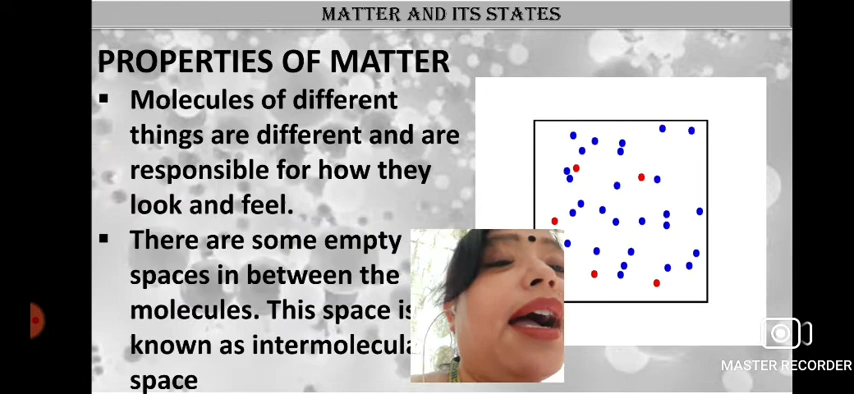 MATTER AND ITS STATES
PROPERTIES OF MATTER
▪ Molecules of different
things are different and are
responsible for how they
look and feel.
▪ There are some empty
spaces in between the
molecules. This space is
known as intermolecula
space
MASTER RECORDER